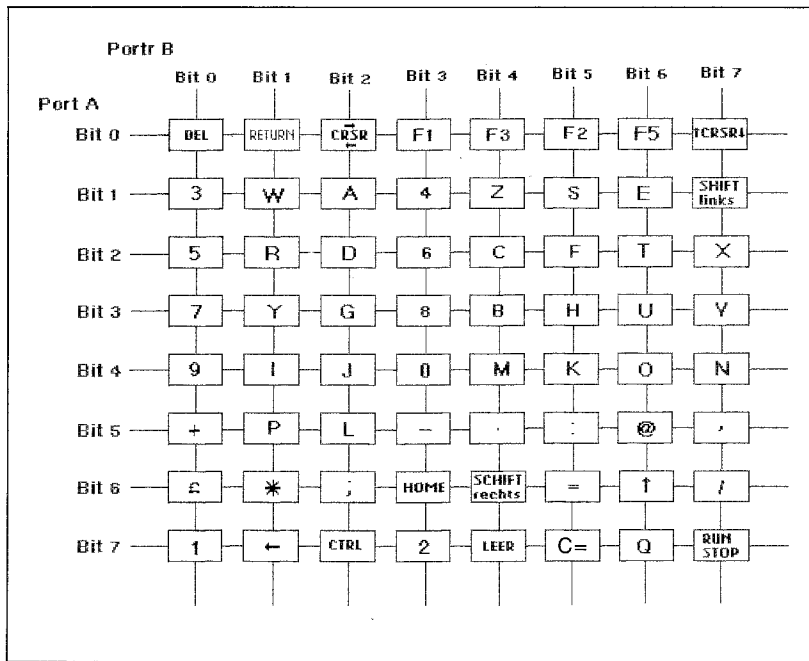 Portr B
Bit 0 Bit 1 Bit 2 Bit 3 Bit 4 Bit 5 Bit 6 Bit 7
Port A
Bit 0 DEL RETURN → CRSR ← F1 F3 F2 F5 ↑CRSR↓
Bit 1 3 W A 4 Z S E SHIFT links
Bit 2 5 R D 6 C F T X
Bit 3 7 Y G 8 B H U V
Bit 4 9 I J 0 M K O N
Bit 5 + P L - . : @ ,
Bit 6 £ * ; HOME SCHIFT rechts = ↑ /
Bit 7 1 ← CTRL 2 LEER C= Q RUN STOP